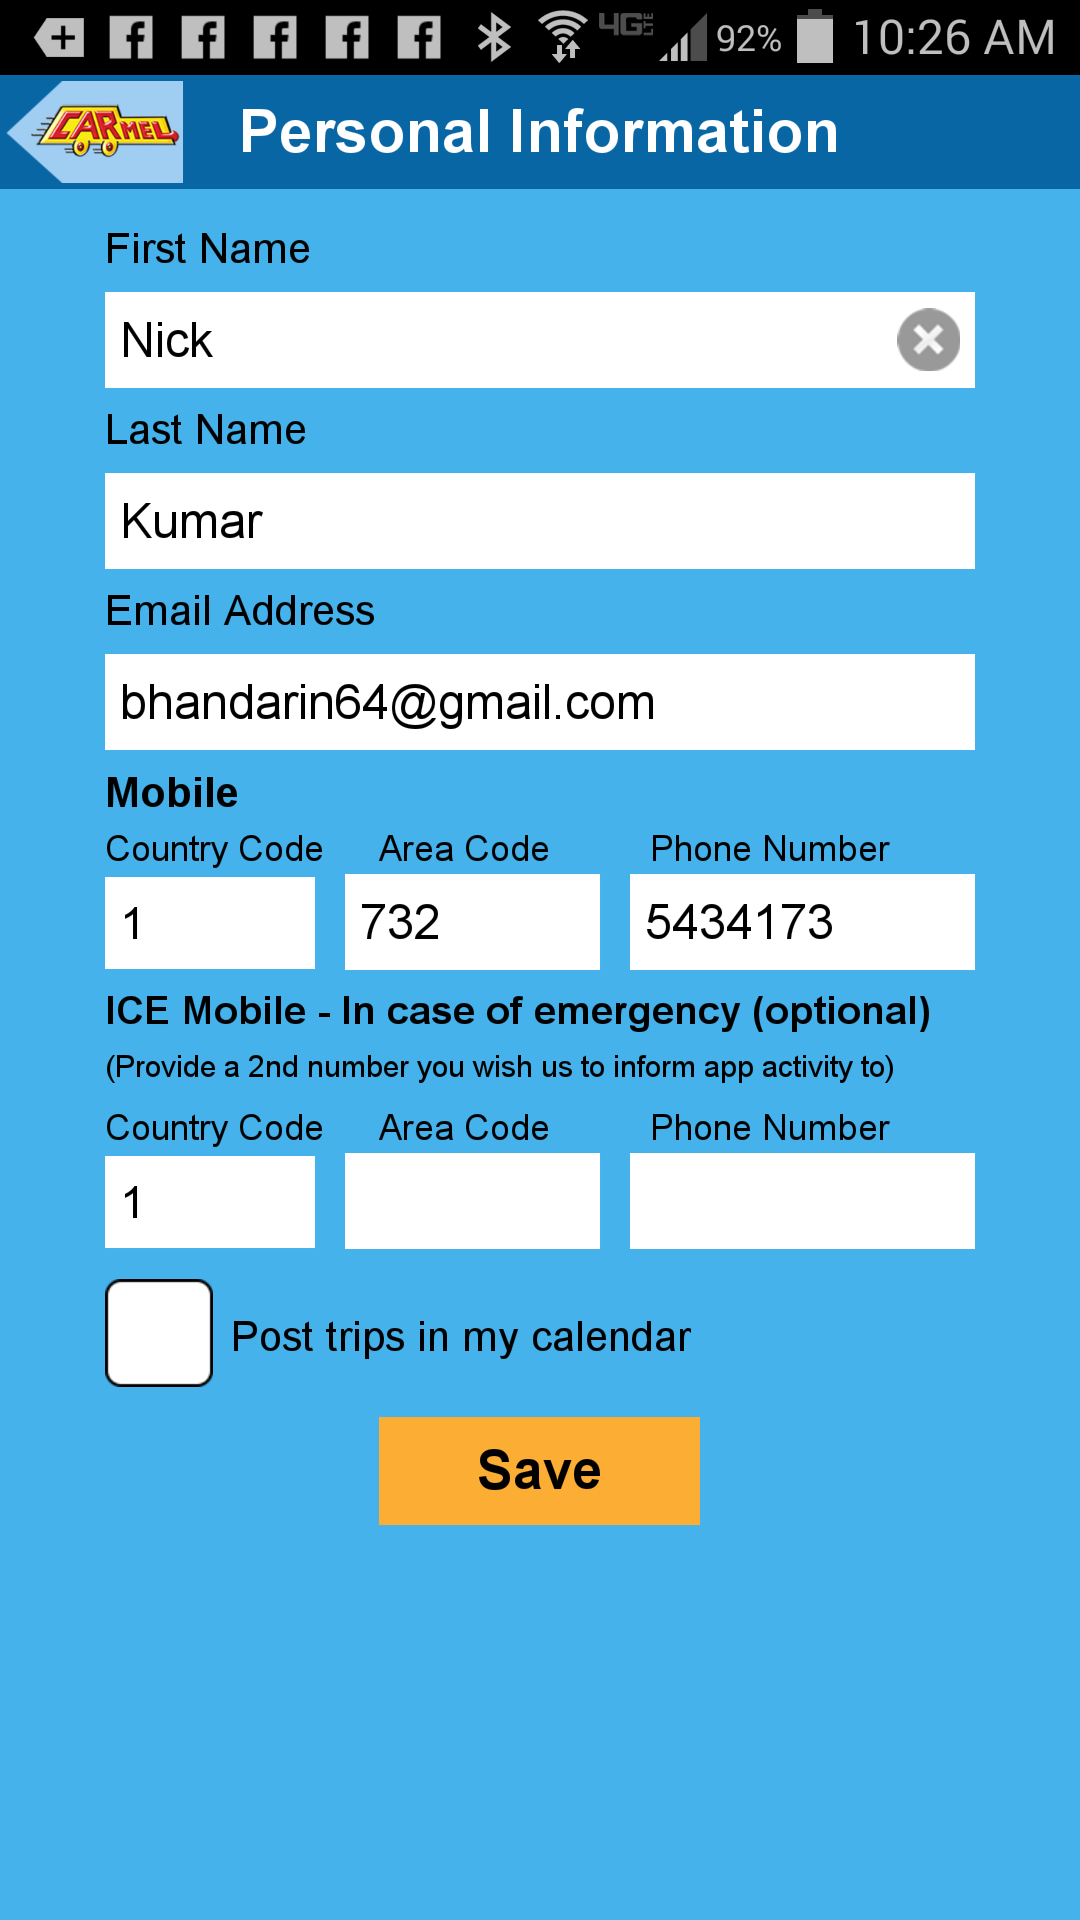 4G LTE 92% 10:26 AM
CARMEL Personal Information
First Name
Nick
Last Name
Kumar
Email Address
bhandarin64@gmail.com
Mobile
Country Code Area Code Phone Number
1 732 5434173
ICE Mobile - In case of emergency (optional)
(Provide a 2nd number you wish us to inform app activity to)
Country Code Area Code Phone Number
1
Post trips in my calendar
Save